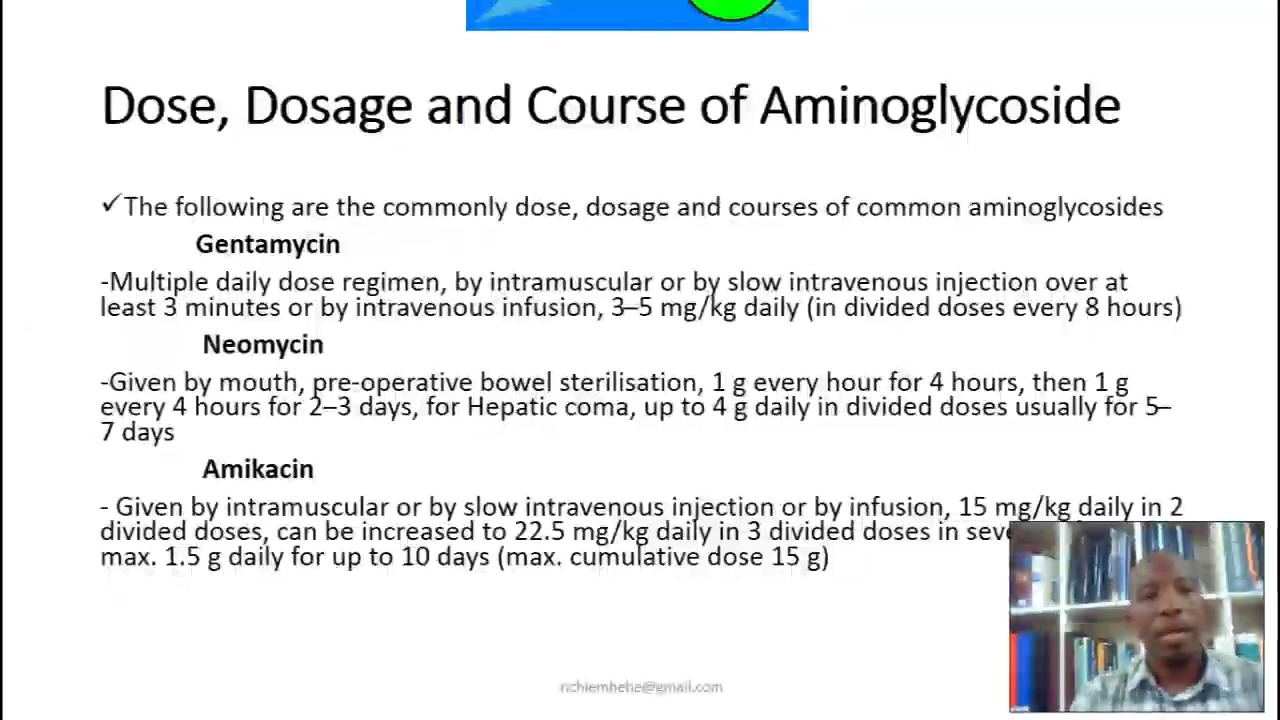 Dose, Dosage and Course of Aminoglycoside
✓The following are the commonly dose, dosage and courses of common aminoglycosides
Gentamycin
-Multiple daily dose regimen, by intramuscular or by slow intravenous injection over at
least 3 minutes or by intravenous infusion, 3–5 mg/kg daily (in divided doses every 8 hours)
Neomycin
-Given by mouth, pre-operative bowel sterilisation, 1 g every hour for 4 hours, then 1 g
every 4 hours for 2–3 days, for Hepatic coma, up to 4 g daily in divided doses usually for 5–
7 days
Amikacin
- Given by intramuscular or by slow intravenous injection or by infusion, 15 mg/kg daily in 2
divided doses, can be increased to 22.5 mg/kg daily in 3 divided doses in
max. 1.5 g daily for up to 10 days (max. cumulative dose 15 g)
richiemhehe@gmail.com